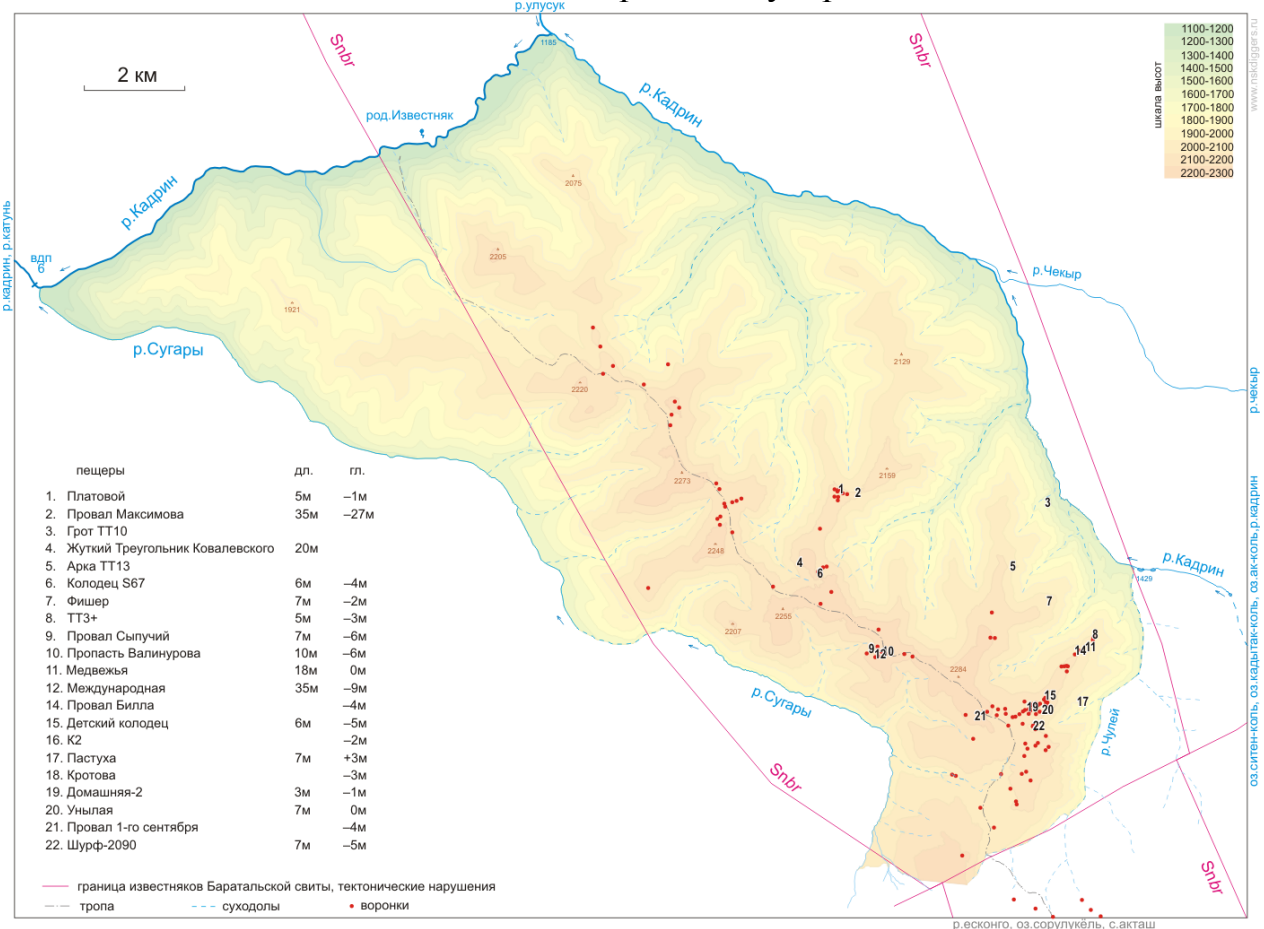 р.улусук
1185
Snbr
Snbr
2 км
р.Кадрин
род.Известняк
шкала высот
1100-1200
1200-1300
1300-1400
1400-1500
1500-1600
1600-1700
1700-1800
1800-1900
1900-2000
2000-2100
2100-2200
2200-2300
www.nskdiggers.ru
2075
р.Кадрин
р.кадрин, р.катунь
2205
вдп
6
р.Чекыр
1921
р.Сугары
2129
2220
р.чекыр
2273
2159
1
2
3
2248
4
6
5
р.Кадрин
1429
7
2255
2207
8
9
12
10
14
11
2284
р.Сугары
15
17
21
19
20
22
р.Чулей
Snbr
Snbr
оз.ситен-коль, оз.кадытак-коль, оз.ак-коль,р.кадрин
пещеры дл. гл.
1. Платовой 5м –1м
2. Провал Максимова 35м –27м
3. Грот ТТ10
4. Жуткий Треугольник Ковалевского 20м
5. Арка ТТ13
6. Колодец S67 6м –4м
7. Фишер 7м –2м
8. ТТ3+ 5м –3м
9. Провал Сыпучий 7м –6м
10. Пропасть Валинурова 10м –6м
11. Медвежья 18м 0м
12. Международная 35м –9м
14. Провал Билла –4м
15. Детский колодец 6м –5м
16. К2 –2м
17. Пастуха 7м +3м
18. Кротова –3м
19. Домашняя-2 3м –1м
20. Унылая 7м 0м
21. Провал 1-го сентября –4м
22. Шурф-2090 7м –5м
граница известняков Баратальской свиты, тектонические нарушения
тропа суходолы воронки
р.есконго, оз.сорулукёль, с.акташ